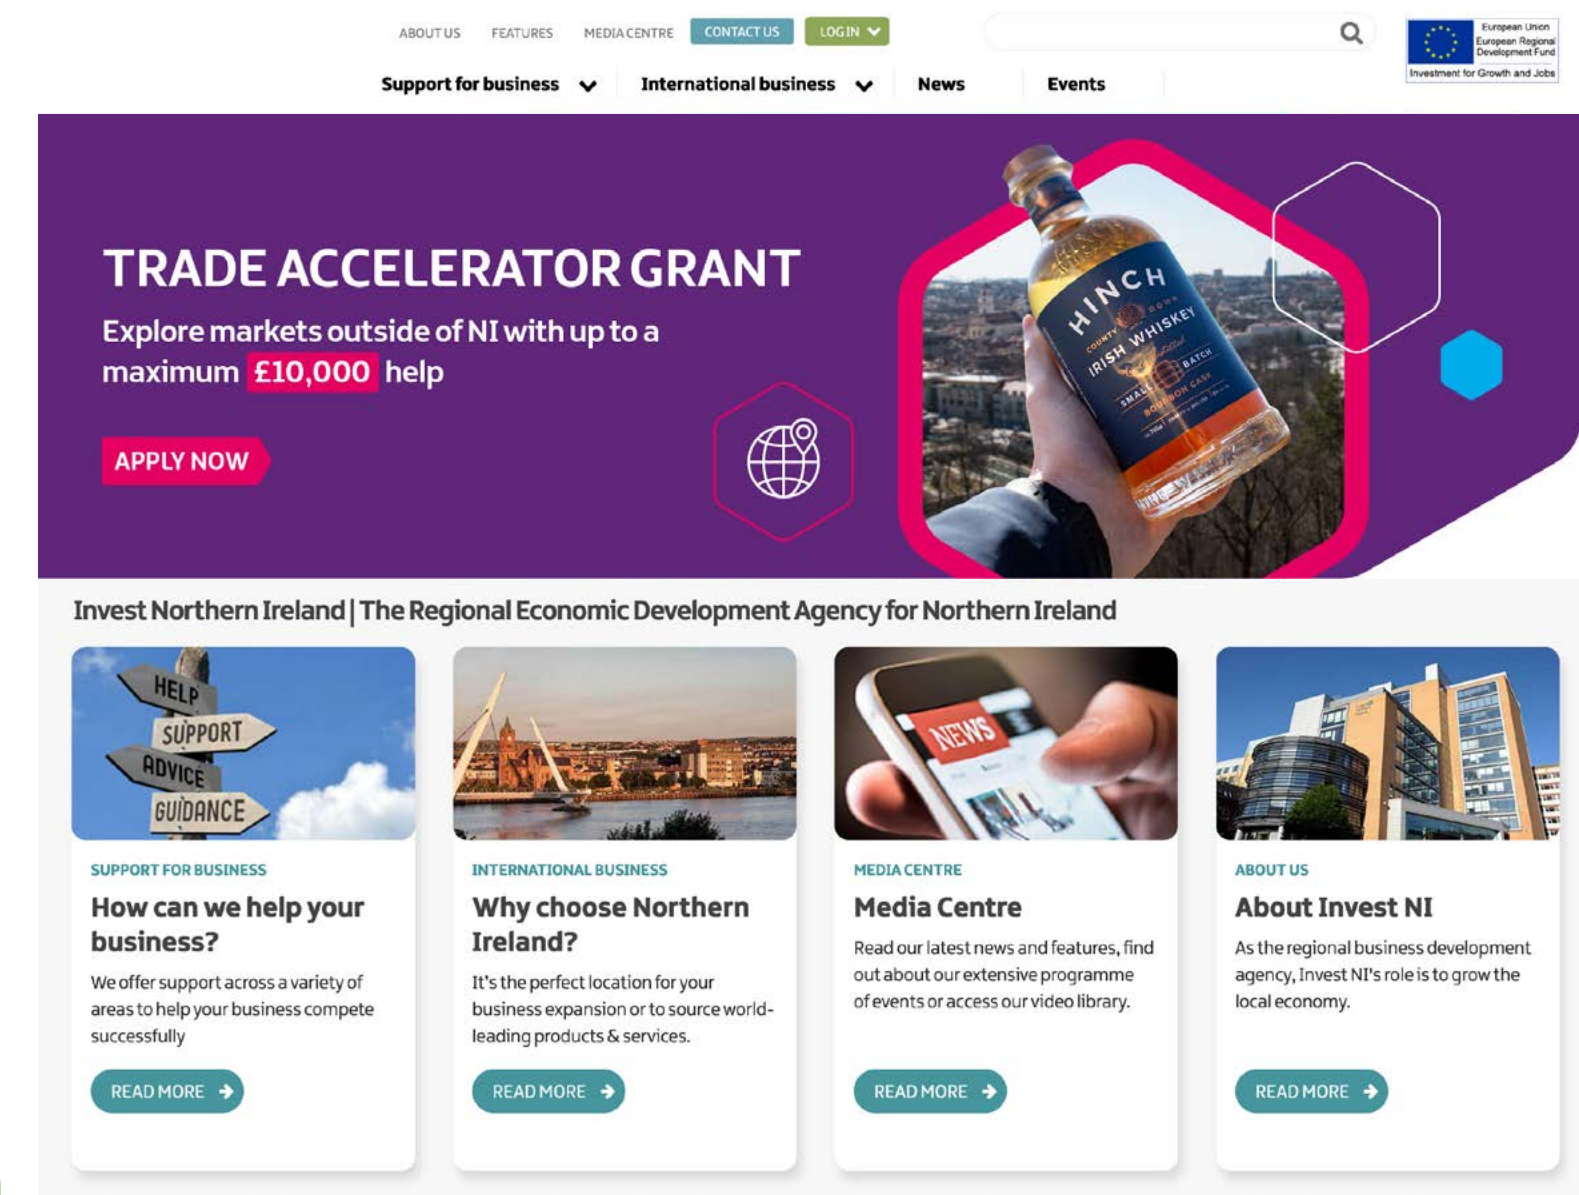 ABOUT US FEATURES MEDIA CENTRE CONTACT US LOG IN
European Union
European Regional
Development Fund
Investment for Growth and Jobs
Support for business International business News Events
TRADE ACCELERATOR GRANT
Explore markets outside of NI with up to a
maximum £10,000 help
APPLY NOW
HINCH
COUNTY DOWN
IRISH WHISKEY
SMALL BATCH
BOURBON CASK
Invest Northern Ireland | The Regional Economic Development Agency for Northern Ireland
HELP
SUPPORT
ADVICE
GUIDANCE
SUPPORT FOR BUSINESS
How can we help your
business?
We offer support across a variety of
areas to help your business compete
successfully
READ MORE
INTERNATIONAL BUSINESS
Why choose Northern
Ireland?
It's the perfect location for your
business expansion or to source world-
leading products & services.
READ MORE
NEWS
MEDIA CENTRE
Media Centre
Read our latest news and features, find
out about our extensive programme
of events or access our video library.
READ MORE
ABOUT US
About Invest NI
As the regional business development
agency, Invest NI's role is to grow the
local economy.
READ MORE